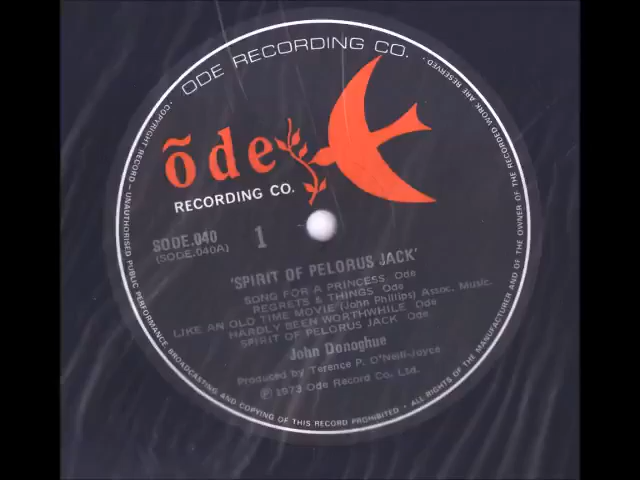 · ODE RECORDING CO. ·
õde
RECORDING CO.
SODE.040
(SODE.040A)
1
'SPIRIT OF PELORUS JACK'
SONG FOR A PRINCESS Ode
REGRETS & THINGS Ode
LIKE AN OLD TIME MOVIE (John Phillips) Assoc. Music.
HARDLY BEEN WORTHWHILE Ode
SPIRIT OF PELORUS JACK Ode
John Donoghue
Produced by Terence P. O'Neill-Joyce
℗ 1973 Ode Record Co. Ltd.
· COPYRIGHT RECORD – UNAUTHORISED PUBLIC PERFORMANCE, BROADCASTING AND COPYING OF THIS RECORD PROHIBITED · ALL RIGHTS OF THE MANUFACTURER AND OF THE OWNER OF THE RECORDED WORK ARE RESERVED ·